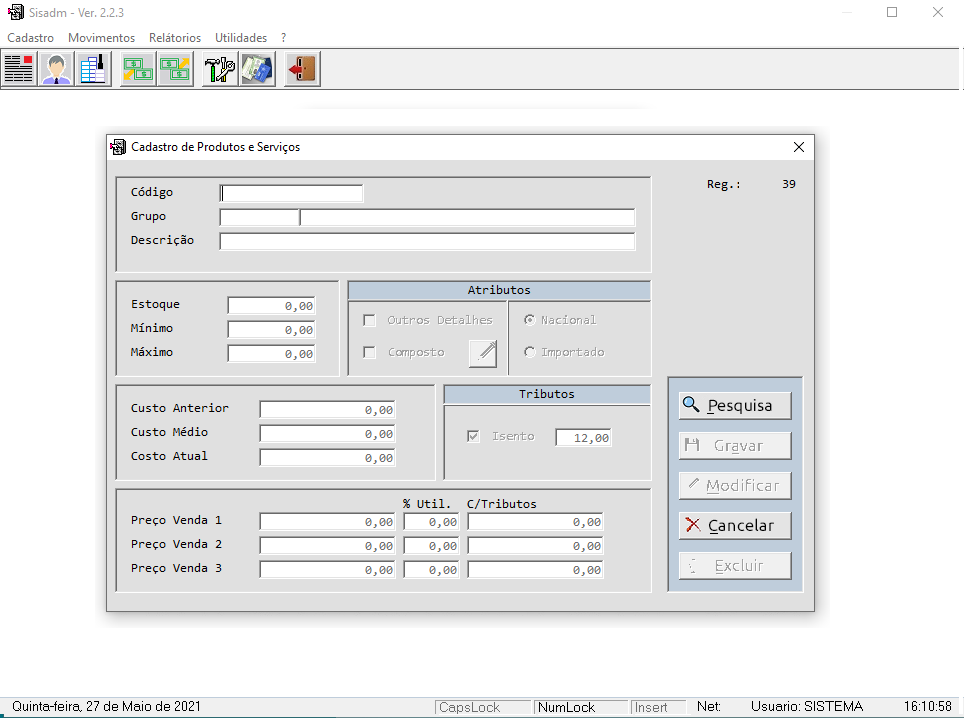 Sisadm - Ver. 2.2.3
Cadastro Movimentos Relatórios Utilidades ?
Cadastro de Produtos e Serviços
Reg.: 39
Código
Grupo
Descrição
Estoque 0,00
Mínimo 0,00
Máximo 0,00
Atributos
Outros Detalhes Nacional
Composto Importado
Custo Anterior 0,00
Custo Médio 0,00
Costo Atual 0,00
Tributos
Isento 12,00
% Util. C/Tributos
Preço Venda 1 0,00 0,00 0,00
Preço Venda 2 0,00 0,00 0,00
Preço Venda 3 0,00 0,00 0,00
Pesquisa
Gravar
Modificar
Cancelar
Excluir
Quinta-feira, 27 de Maio de 2021 CapsLock NumLock Insert Net: Usuario: SISTEMA 16:10:58